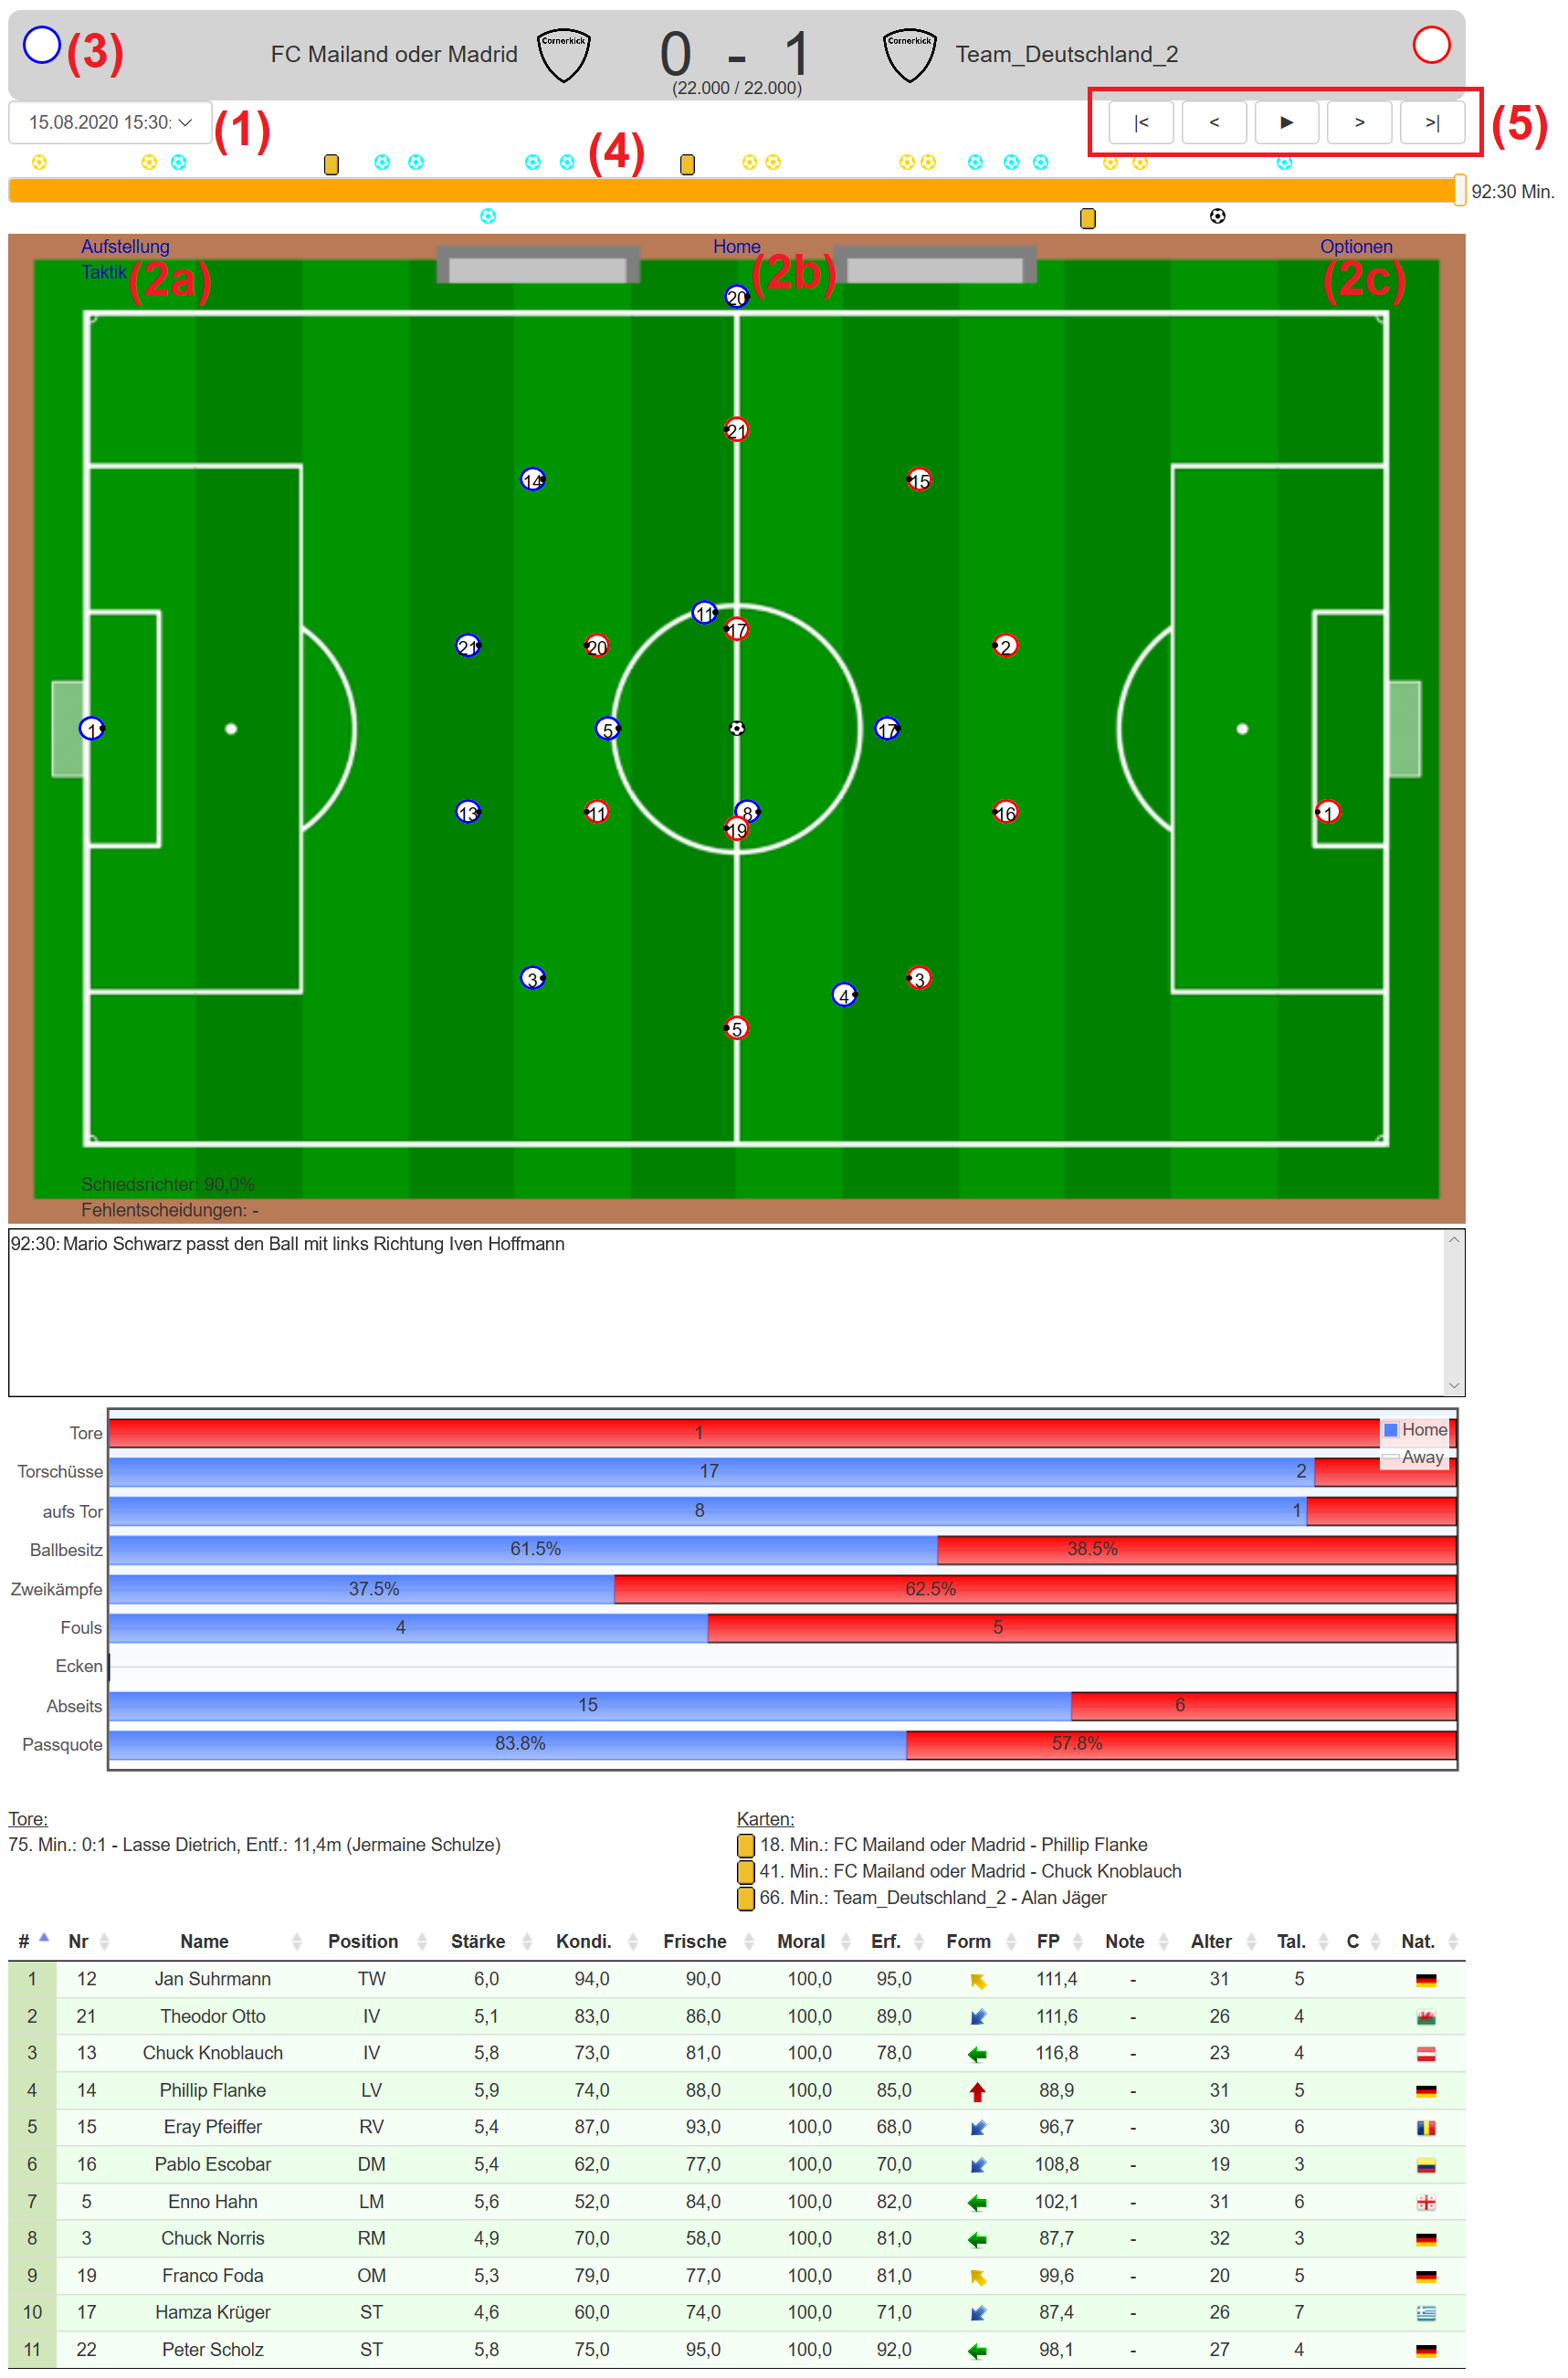 (3) FC Mailand oder Madrid Cornerkick 0 - 1 Cornerkick Team_Deutschland_2
(22.000 / 22.000)
15.08.2020 15:30: (1) |< < ► > >| (5)
(4)
92:30 Min.
Aufstellung Home Optionen
Taktik (2a) (2b) (2c)
20
21
14 15
11
17
21 20 2
1 5 17
13 11 8 16 1
19
3 3
4
5
Schiedsrichter: 90,0%
Fehlentscheidungen: -
92:30: Mario Schwarz passt den Ball mit links Richtung Iven Hoffmann
Home
Away
Tore 1
Torschüsse 17 2
aufs Tor 8 1
Ballbesitz 61.5% 38.5%
Zweikämpfe 37.5% 62.5%
Fouls 4 5
Ecken
Abseits 15 6
Passquote 83.8% 57.8%
Tore:
75. Min.: 0:1 - Lasse Dietrich, Entf.: 11,4m (Jermaine Schulze)
Karten:
18. Min.: FC Mailand oder Madrid - Phillip Flanke
41. Min.: FC Mailand oder Madrid - Chuck Knoblauch
66. Min.: Team_Deutschland_2 - Alan Jäger
# Nr Name Position Stärke Kondi. Frische Moral Erf. Form FP Note Alter Tal. C Nat.
1 12 Jan Suhrmann TW 6,0 94,0 90,0 100,0 95,0 111,4 - 31 5
2 21 Theodor Otto IV 5,1 83,0 86,0 100,0 89,0 111,6 - 26 4
3 13 Chuck Knoblauch IV 5,8 73,0 81,0 100,0 78,0 116,8 - 23 4
4 14 Phillip Flanke LV 5,9 74,0 88,0 100,0 85,0 88,9 - 31 5
5 15 Eray Pfeiffer RV 5,4 87,0 93,0 100,0 68,0 96,7 - 30 6
6 16 Pablo Escobar DM 5,4 62,0 77,0 100,0 70,0 108,8 - 19 3
7 5 Enno Hahn LM 5,6 52,0 84,0 100,0 82,0 102,1 - 31 6
8 3 Chuck Norris RM 4,9 70,0 58,0 100,0 81,0 87,7 - 32 3
9 19 Franco Foda OM 5,3 79,0 77,0 100,0 81,0 99,6 - 20 5
10 17 Hamza Krüger ST 4,6 60,0 74,0 100,0 71,0 87,4 - 26 7
11 22 Peter Scholz ST 5,8 75,0 95,0 100,0 92,0 98,1 - 27 4